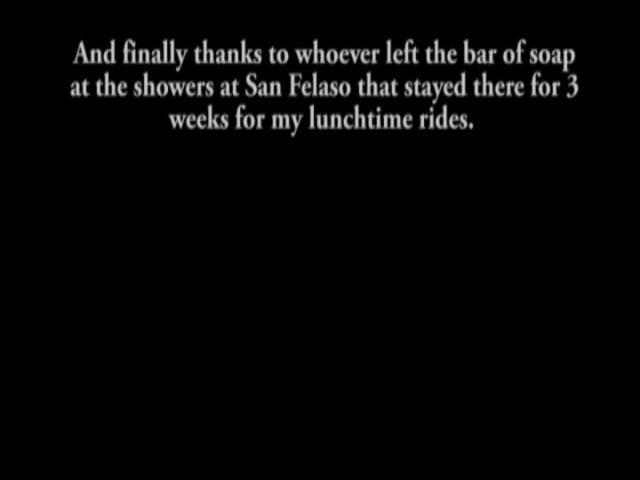 And finally thanks to whoever left the bar of soap
at the showers at San Felaso that stayed there for 3
weeks for my lunchtime rides.